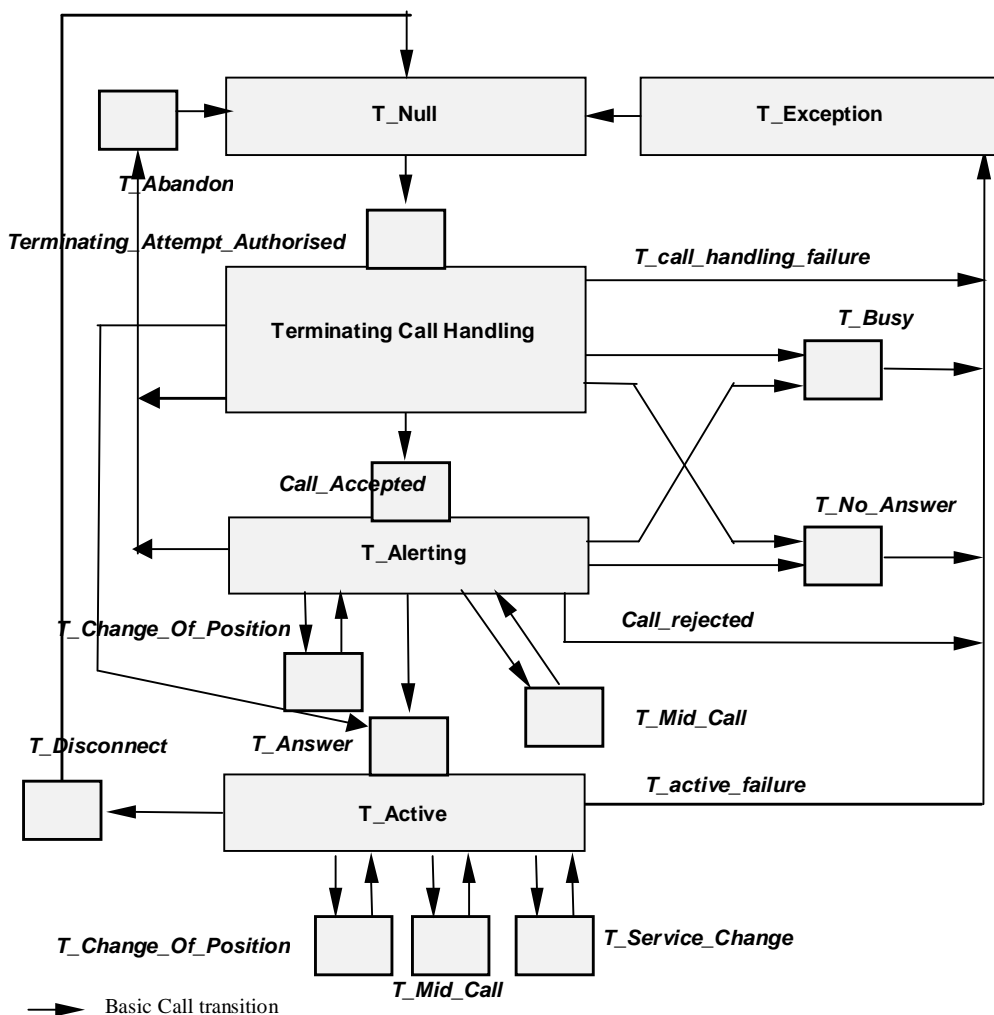 T_Null
T_Exception
T_Abandon
Terminating_Attempt_Authorised
T_call_handling_failure
Terminating Call Handling
T_Busy
Call_Accepted
T_No_Answer
T_Alerting
T_Change_Of_Position
Call_rejected
T_Mid_Call
T_Disconnect
T_Answer
T_active_failure
T_Active
T_Change_Of_Position
T_Service_Change
T_Mid_Call
Basic Call transition